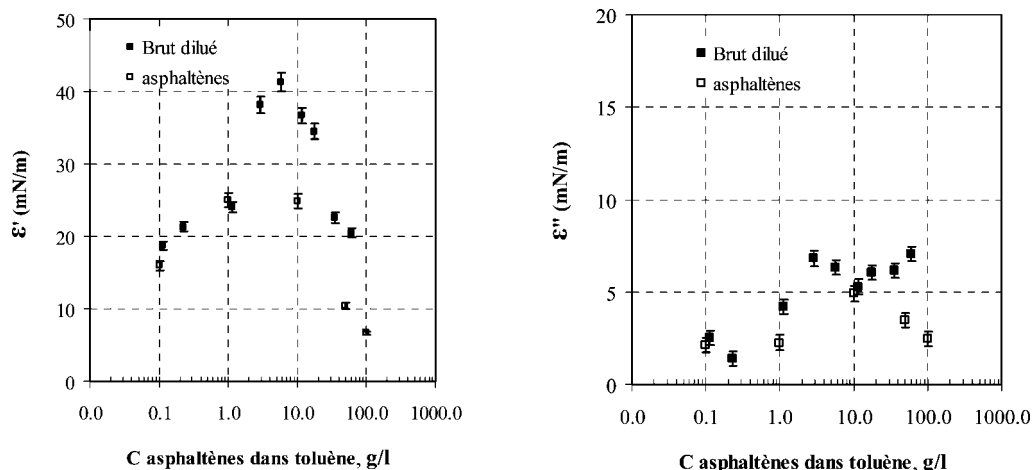 50
40
30
20
10
0
ε' (mN/m)
Brut dilué
asphaltènes
0.0 0.1 1.0 10.0 100.0 1000.0
C asphaltènes dans toluène, g/l
20
15
10
5
0
ε" (mN/m)
Brut dilué
asphaltènes
0.0 0.1 1.0 10.0 100.0 1000.0
C asphaltènes dans toluène, g/l